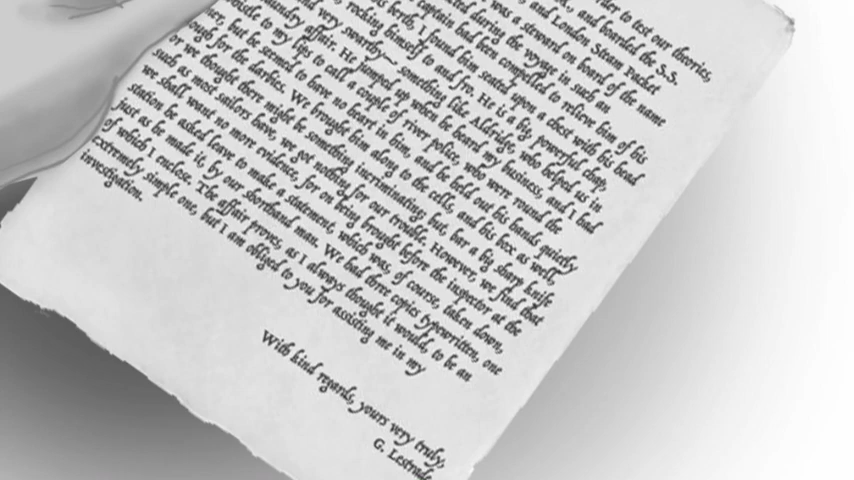 order to test our theories,
and boarded the S.S.
and London Steam Packet
was a steward on board of the name
during the voyage in such an
captain had been compelled to relieve him of his
his berth, I found him seated upon a chest with his head
rocking himself to and fro. He is a big, powerful chap,
and very swarthy—something like Aldridge, who helped us in
laundry affair. He jumped up when he heard my business, and I had
whistle to my lips to call a couple of river police, who were round the
but he seemed to have no heart in him, and he held out his hands quietly
for the darbies. We brought him along to the cells, and his box as well,
or we thought there might be something incriminating; but, bar a big sharp knife
such as most sailors have, we got nothing for our trouble. However, we find that
we shall want no more evidence, for on being brought before the inspector at the
station he asked leave to make a statement, which was, of course, taken down,
just as he made it, by our shorthand man. We had three copies typewritten, one
of which I enclose. The affair proves, as I always thought it would, to be an
extremely simple one, but I am obliged to you for assisting me in my
investigation.
With kind regards, yours very truly,
G. Lestrade